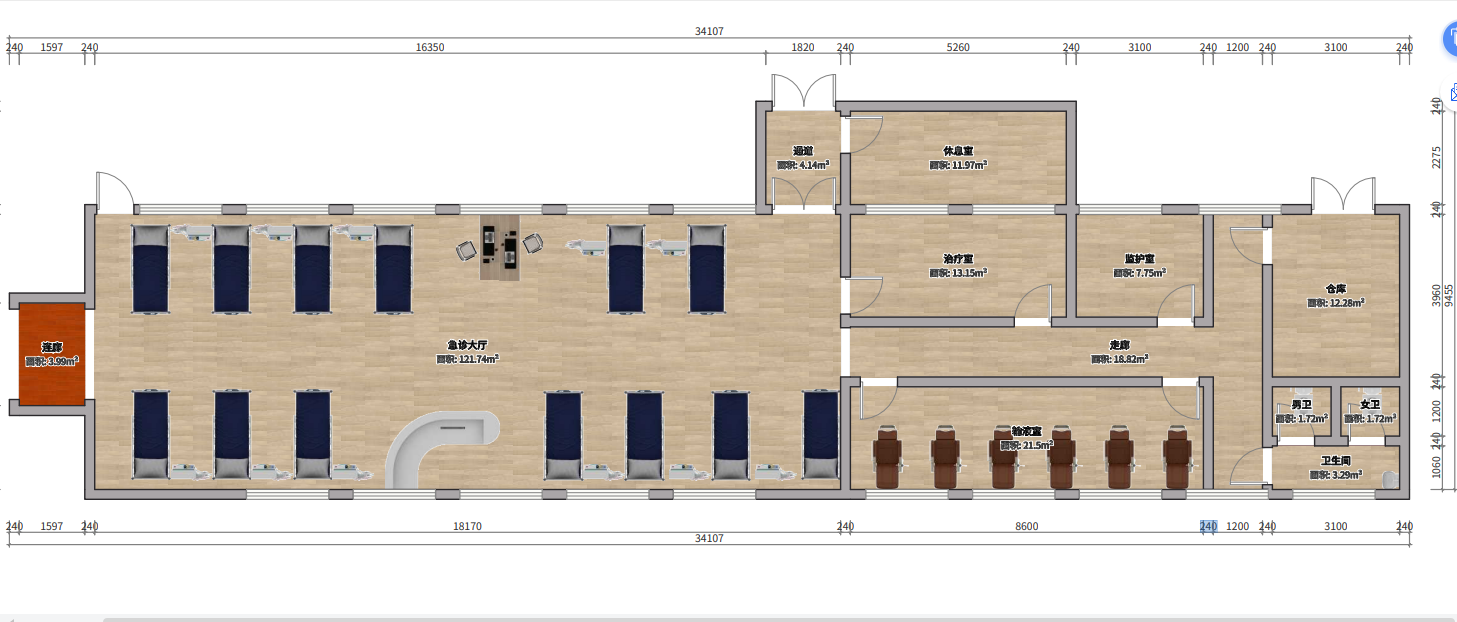 34107
240 1597 240 16350 1820 240 5260 240 3100 240 1200 240 3100 240
240
2275
240
3960
9455
240
1200
240
1060
通道
面积: 4.14m²
休息室
面积: 11.97m²
治疗室
面积: 13.15m²
监护室
面积: 7.75m²
仓库
面积: 12.28m²
连廊
面积: 3.99m²
急诊大厅
面积: 121.74m²
走廊
面积: 18.82m²
男卫
面积: 1.72m²
女卫
面积: 1.72m²
输液室
面积: 21.5m²
卫生间
面积: 3.29m²
240 1597 240 18170 240 8600 240 1200 240 3100 240
34107